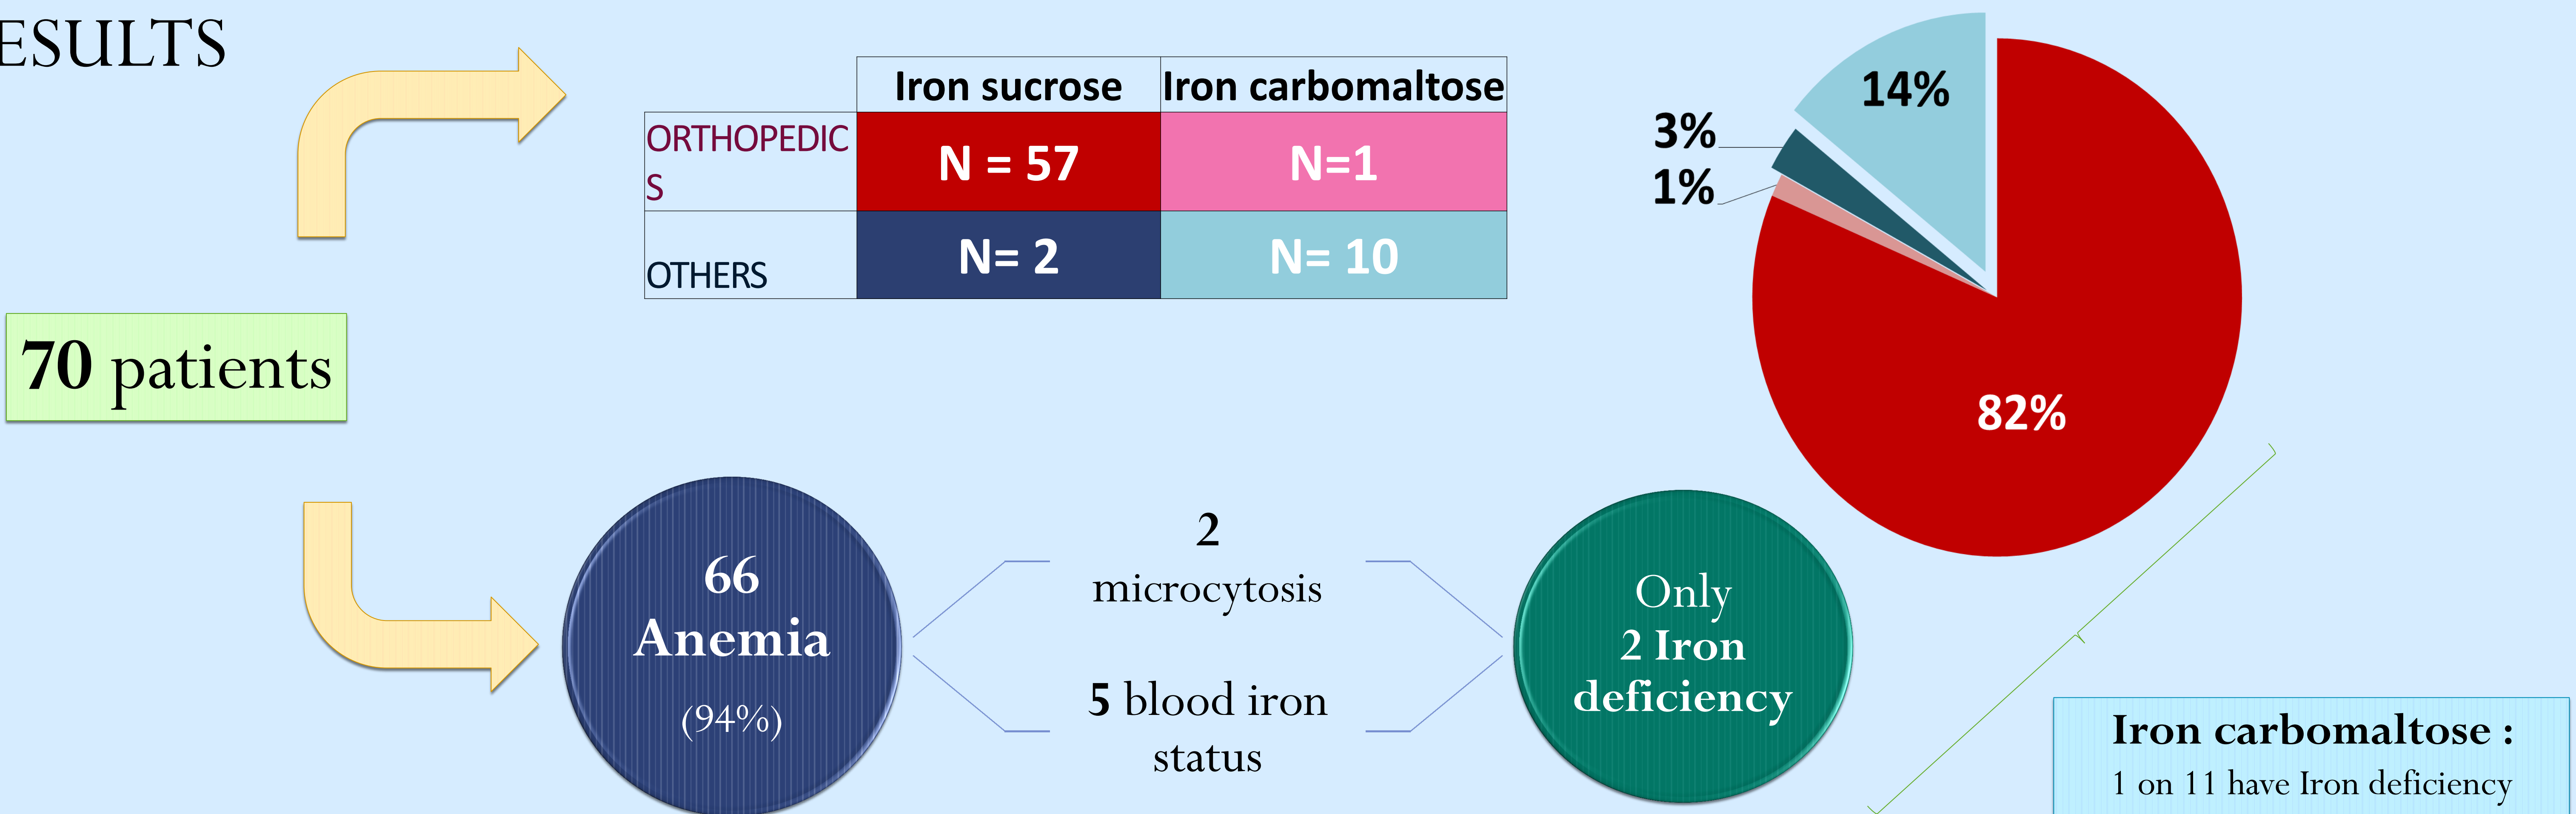 ESULTS
Iron sucrose Iron carbomaltose
ORTHOPEDIC
S
N = 57 N=1
OTHERS N= 2 N= 10
14%
3%
1%
82%
70 patients
66
Anemia
(94%)
2
microcytosis
5 blood iron
status
Only
2 Iron
deficiency
Iron carbomaltose :
1 on 11 have Iron deficiency